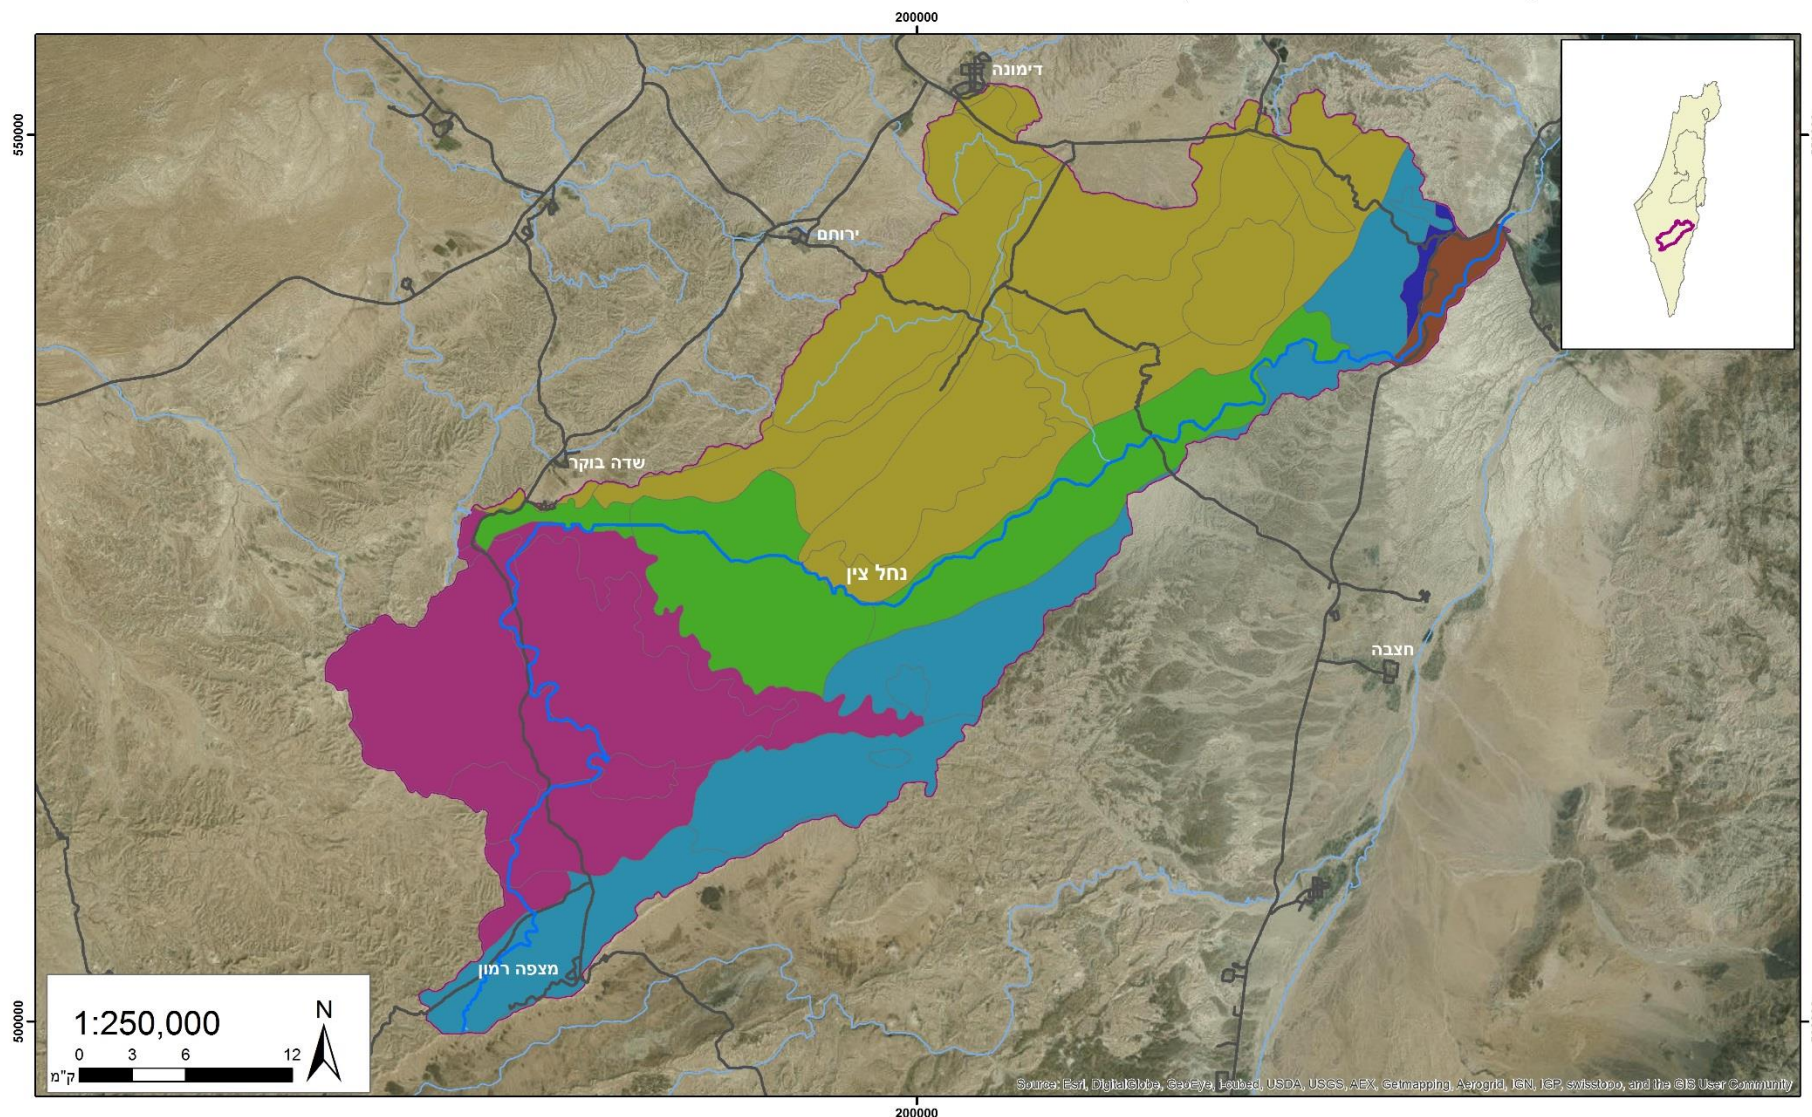 200000
דימונה
550000
ירוחם
שדה בוקר
נחל צין
חצבה
מצפה רמון
1:250,000
N
0 3 6 12
ק"מ
500000
Source: Esri, DigitalGlobe, GeoEye, i-cubed, USDA, USGS, AEX, Getmapping, Aerogrid, IGN, IGP, swisstopo, and the GIS User Community
200000